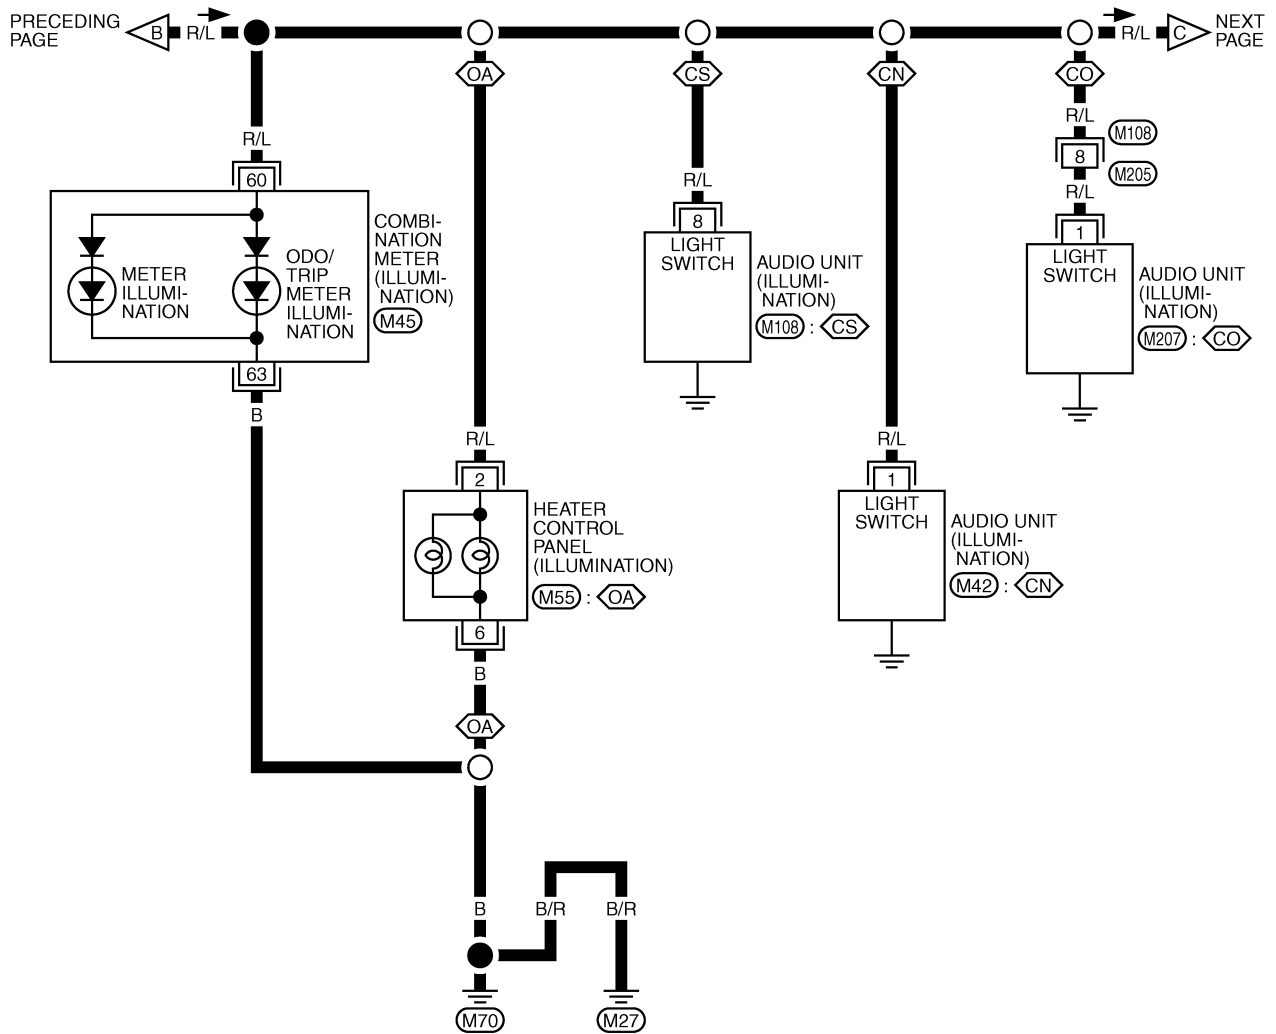 PRECEDING
PAGE
B
R/L
R/L
C
NEXT
PAGE
OA
CS
CN
CO
R/L
R/L
M108
8
M205
R/L
1
LIGHT
SWITCH
AUDIO UNIT
(ILLUMI-
NATION)
M207 : CO
R/L
60
METER
ILLUMI-
NATION
ODO/
TRIP
METER
ILLUMI-
NATION
COMBI-
NATION
METER
(ILLUMI-
NATION)
M45
63
B
R/L
8
LIGHT
SWITCH
AUDIO UNIT
(ILLUMI-
NATION)
M108 : CS
R/L
2
HEATER
CONTROL
PANEL
(ILLUMINATION)
M55 : OA
6
B
OA
1
LIGHT
SWITCH
AUDIO UNIT
(ILLUMI-
NATION)
M42 : CN
B
B/R
B/R
M70
M27